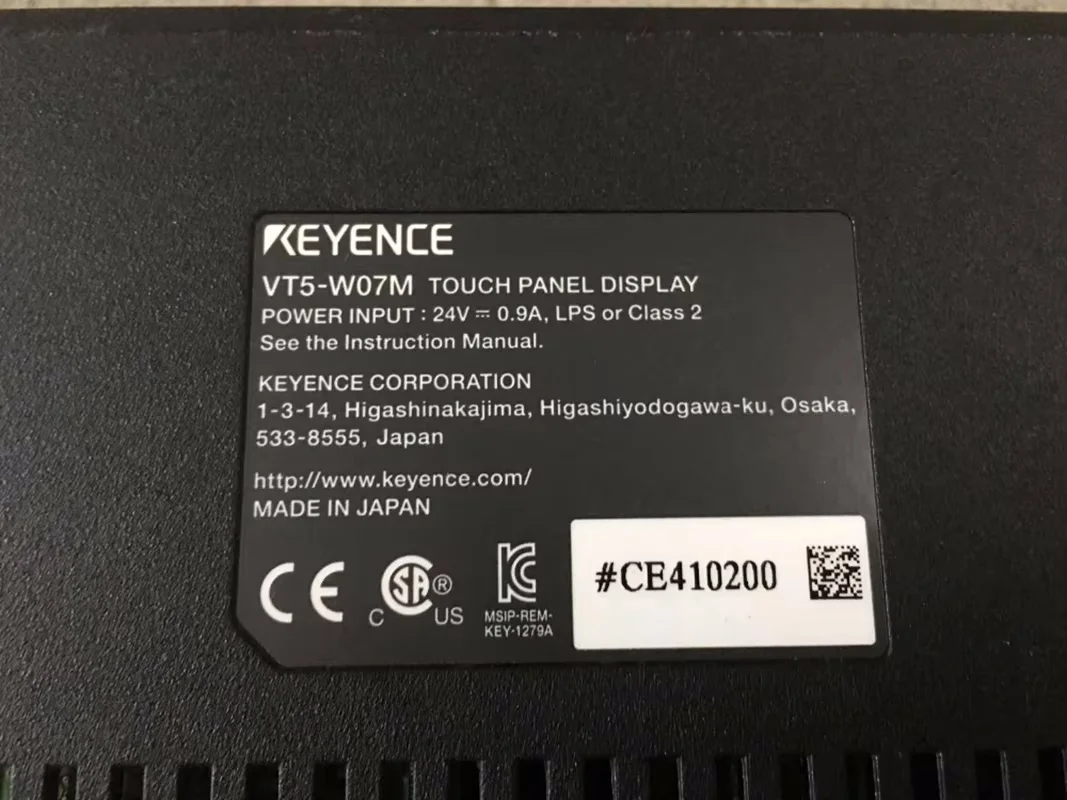 KEYENCE
VT5-W07M TOUCH PANEL DISPLAY
POWER INPUT : 24V ⎓ 0.9A, LPS or Class 2
See the Instruction Manual.
KEYENCE CORPORATION
1-3-14, Higashinakajima, Higashiyodogawa-ku, Osaka,
533-8555, Japan
http://www.keyence.com/
MADE IN JAPAN
CE
C SA ® US
KC
MSIP-REM-
KEY-1279A
#CE410200